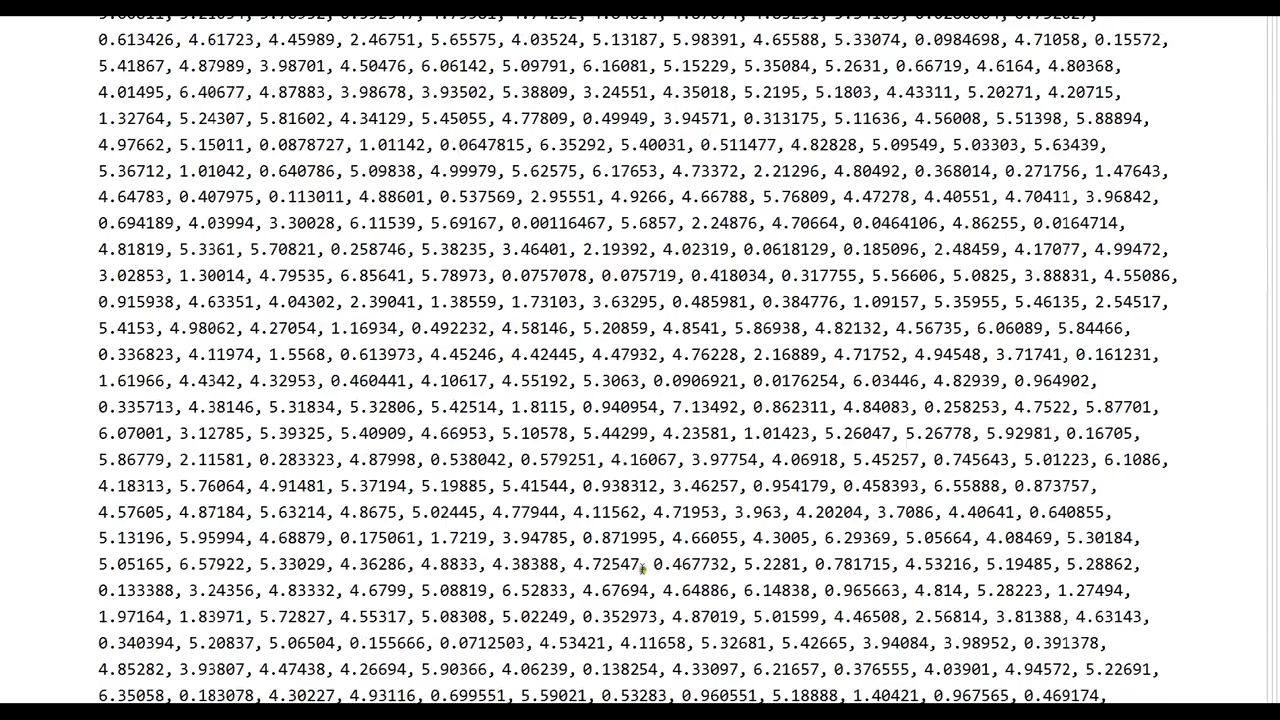 0.613426, 4.61723, 4.45989, 2.46751, 5.65575, 4.03524, 5.13187, 5.98391, 4.65588, 5.33074, 0.0984698, 4.71058, 0.15572,
5.41867, 4.87989, 3.98701, 4.50476, 6.06142, 5.09791, 6.16081, 5.15229, 5.35084, 5.2631, 0.66719, 4.6164, 4.80368,
4.01495, 6.40677, 4.87883, 3.98678, 3.93502, 5.38809, 3.24551, 4.35018, 5.2195, 5.1803, 4.43311, 5.20271, 4.20715,
1.32764, 5.24307, 5.81602, 4.34129, 5.45055, 4.77809, 0.49949, 3.94571, 0.313175, 5.11636, 4.56008, 5.51398, 5.88894,
4.97662, 5.15011, 0.0878727, 1.01142, 0.0647815, 6.35292, 5.40031, 0.511477, 4.82828, 5.09549, 5.03303, 5.63439,
5.36712, 1.01042, 0.640786, 5.09838, 4.99979, 5.62575, 6.17653, 4.73372, 2.21296, 4.80492, 0.368014, 0.271756, 1.47643,
4.64783, 0.407975, 0.113011, 4.88601, 0.537569, 2.95551, 4.9266, 4.66788, 5.76809, 4.47278, 4.40551, 4.70411, 3.96842,
0.694189, 4.03994, 3.30028, 6.11539, 5.69167, 0.00116467, 5.6857, 2.24876, 4.70664, 0.0464106, 4.86255, 0.0164714,
4.81819, 5.3361, 5.70821, 0.258746, 5.38235, 3.46401, 2.19392, 4.02319, 0.0618129, 0.185096, 2.48459, 4.17077, 4.99472,
3.02853, 1.30014, 4.79535, 6.85641, 5.78973, 0.0757078, 0.075719, 0.418034, 0.317755, 5.56606, 5.0825, 3.88831, 4.55086,
0.915938, 4.63351, 4.04302, 2.39041, 1.38559, 1.73103, 3.63295, 0.485981, 0.384776, 1.09157, 5.35955, 5.46135, 2.54517,
5.4153, 4.98062, 4.27054, 1.16934, 0.492232, 4.58146, 5.20859, 4.8541, 5.86938, 4.82132, 4.56735, 6.06089, 5.84466,
0.336823, 4.11974, 1.5568, 0.613973, 4.45246, 4.42445, 4.47932, 4.76228, 2.16889, 4.71752, 4.94548, 3.71741, 0.161231,
1.61966, 4.4342, 4.32953, 0.460441, 4.10617, 4.55192, 5.3063, 0.0906921, 0.0176254, 6.03446, 4.82939, 0.964902,
0.335713, 4.38146, 5.31834, 5.32806, 5.42514, 1.8115, 0.940954, 7.13492, 0.862311, 4.84083, 0.258253, 4.7522, 5.87701,
6.07001, 3.12785, 5.39325, 5.40909, 4.66953, 5.10578, 5.44299, 4.23581, 1.01423, 5.26047, 5.26778, 5.92981, 0.16705,
5.86779, 2.11581, 0.283323, 4.87998, 0.538042, 0.579251, 4.16067, 3.97754, 4.06918, 5.45257, 0.745643, 5.01223, 6.1086,
4.18313, 5.76064, 4.91481, 5.37194, 5.19885, 5.41544, 0.938312, 3.46257, 0.954179, 0.458393, 6.55888, 0.873757,
4.57605, 4.87184, 5.63214, 4.8675, 5.02445, 4.77944, 4.11562, 4.71953, 3.963, 4.20204, 3.7086, 4.40641, 0.640855,
5.13196, 5.95994, 4.68879, 0.175061, 1.7219, 3.94785, 0.871995, 4.66055, 4.3005, 6.29369, 5.05664, 4.08469, 5.30184,
5.05165, 6.57922, 5.33029, 4.36286, 4.8833, 4.38388, 4.72547, 0.467732, 5.2281, 0.781715, 4.53216, 5.19485, 5.28862,
0.133388, 3.24356, 4.83332, 4.6799, 5.08819, 6.52833, 4.67694, 4.64886, 6.14838, 0.965663, 4.814, 5.28223, 1.27494,
1.97164, 1.83971, 5.72827, 4.55317, 5.08308, 5.02249, 0.352973, 4.87019, 5.01599, 4.46508, 2.56814, 3.81388, 4.63143,
0.340394, 5.20837, 5.06504, 0.155666, 0.0712503, 4.53421, 4.11658, 5.32681, 5.42665, 3.94084, 3.98952, 0.391378,
4.85282, 3.93807, 4.47438, 4.26694, 5.90366, 4.06239, 0.138254, 4.33097, 6.21657, 0.376555, 4.03901, 4.94572, 5.22691,
6.35058, 0.183078, 4.30227, 4.93116, 0.699551, 5.59021, 0.53283, 0.960551, 5.18888, 1.40421, 0.967565, 0.469174,